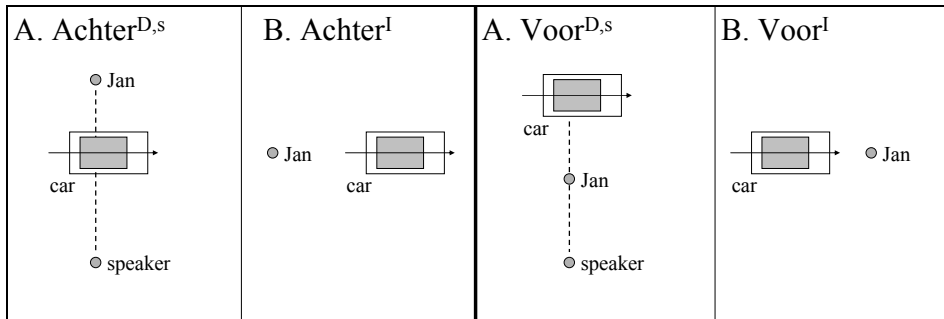 A. Achter^D,s
Jan
car
speaker
B. Achter^I
Jan
car
A. Voor^D,s
car
Jan
speaker
B. Voor^I
car
Jan